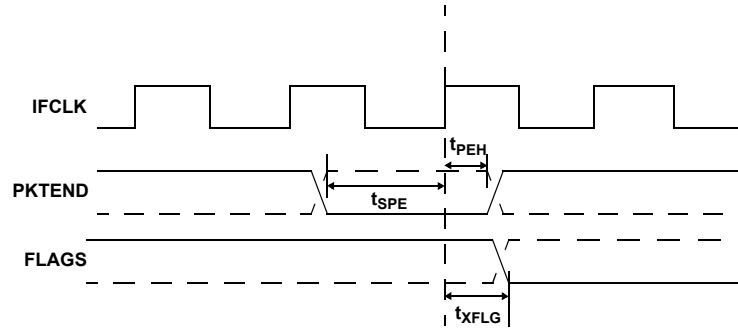 IFCLK
tPEH
PKTEND
tSPE
FLAGS
tXFLG